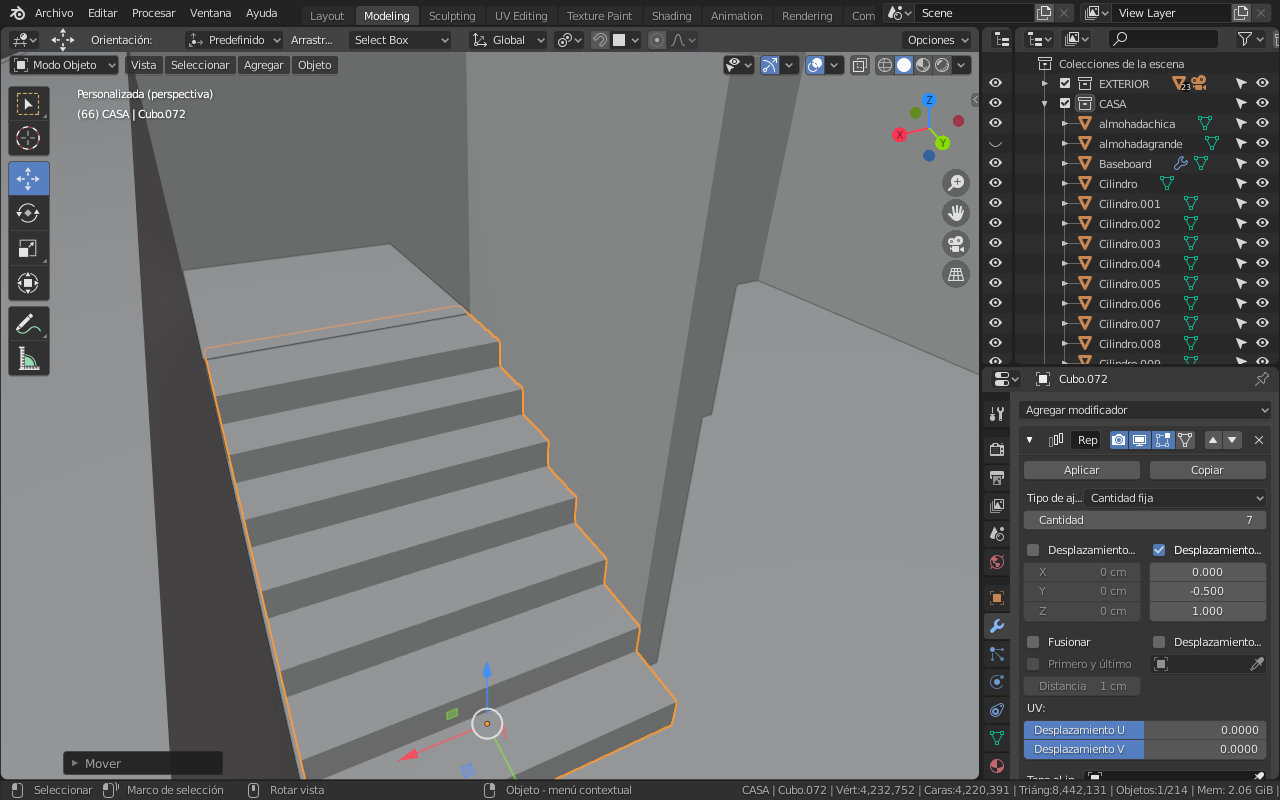 Archivo Editar Procesar Ventana Ayuda Layout Modeling Sculpting UV Editing Texture Paint Shading Animation Rendering Com Scene View Layer
Orientación: Predefinido Arrastr... Select Box Global Opciones
Modo Objeto Vista Seleccionar Agregar Objeto
Personalizada (perspectiva)
(66) CASA | Cubo.072
Z
X
Y
Mover
Colecciones de la escena
EXTERIOR 23
CASA
almohadachica
almohadagrande
Baseboard
Cilindro
Cilindro.001
Cilindro.002
Cilindro.003
Cilindro.004
Cilindro.005
Cilindro.006
Cilindro.007
Cilindro.008
Cilindro.009
Cubo.072
Agregar modificador
Rep
Aplicar Copiar
Tipo de aj... Cantidad fija
Cantidad 7
Desplazamiento... Desplazamiento...
X 0 cm 0.000
Y 0 cm -0.500
Z 0 cm 1.000
Fusionar Desplazamiento...
Primero y último
Distancia 1 cm
UV:
Desplazamiento U 0.0000
Desplazamiento V 0.0000
Seleccionar Marco de selección Rotar vista Objeto - menú contextual CASA | Cubo.072 | Vért:4,232,752 | Caras:4,220,391 | Triáng:8,442,131 | Objetos:1/214 | Mem: 2.06 GiB